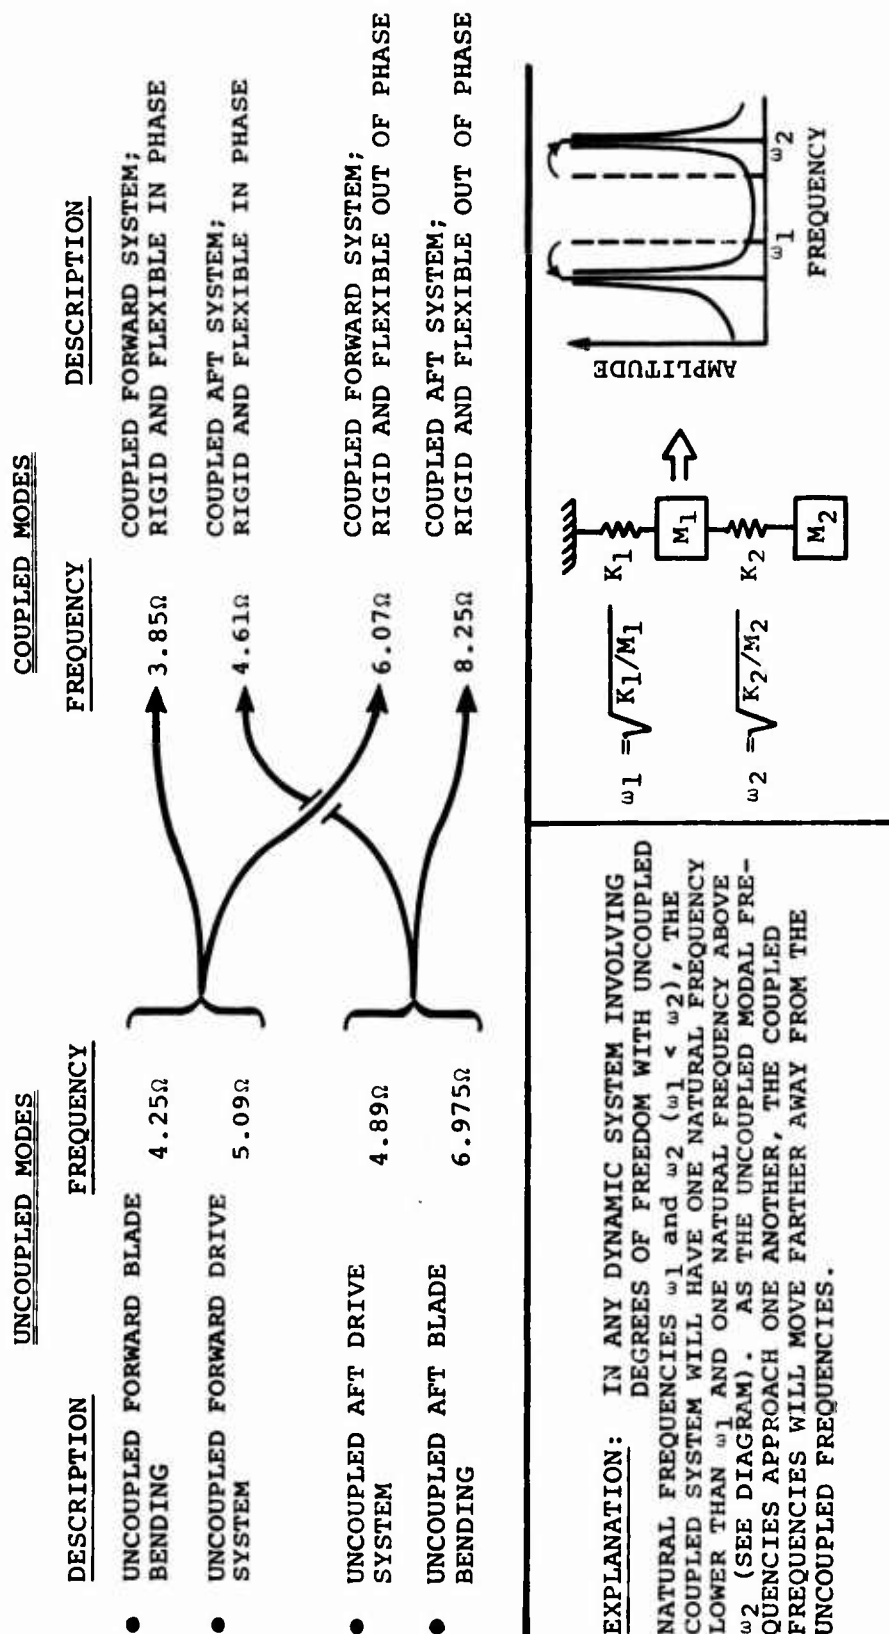 UNCOUPLED MODES
DESCRIPTION
FREQUENCY
• UNCOUPLED FORWARD BLADE
BENDING
4.25Ω
• UNCOUPLED FORWARD DRIVE
SYSTEM
5.09Ω
• UNCOUPLED AFT DRIVE
SYSTEM
4.89Ω
• UNCOUPLED AFT BLADE
BENDING
6.975Ω
COUPLED MODES
FREQUENCY
DESCRIPTION
3.85Ω
COUPLED FORWARD SYSTEM;
RIGID AND FLEXIBLE IN PHASE
4.61Ω
COUPLED AFT SYSTEM;
RIGID AND FLEXIBLE IN PHASE
6.07Ω
COUPLED FORWARD SYSTEM;
RIGID AND FLEXIBLE OUT OF PHASE
8.25Ω
COUPLED AFT SYSTEM;
RIGID AND FLEXIBLE OUT OF PHASE
EXPLANATION: IN ANY DYNAMIC SYSTEM INVOLVING
DEGREES OF FREEDOM WITH UNCOUPLED
NATURAL FREQUENCIES ω1 and ω2 (ω1 < ω2), THE
COUPLED SYSTEM WILL HAVE ONE NATURAL FREQUENCY
LOWER THAN ω1 AND ONE NATURAL FREQUENCY ABOVE
ω2 (SEE DIAGRAM). AS THE UNCOUPLED MODAL FRE-
QUENCIES APPROACH ONE ANOTHER, THE COUPLED
FREQUENCIES WILL MOVE FARTHER AWAY FROM THE
UNCOUPLED FREQUENCIES.
ω1 = √K1/M1
ω2 = √K2/M2
K1
M1
K2
M2
AMPLITUDE
ω1
ω2
FREQUENCY